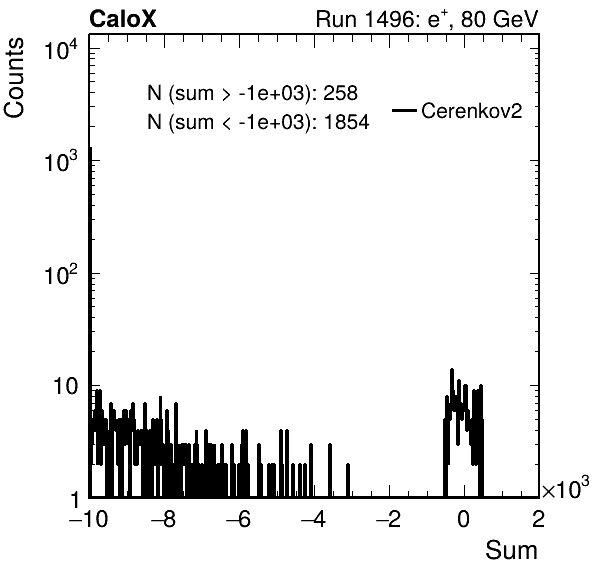 CaloX Run 1496: e⁺, 80 GeV
Counts
10⁴
N (sum > -1e+03): 258
N (sum < -1e+03): 1854
Cerenkov2
10³
10²
10
1
−10 −8 −6 −4 −2 0 2
×10³
Sum